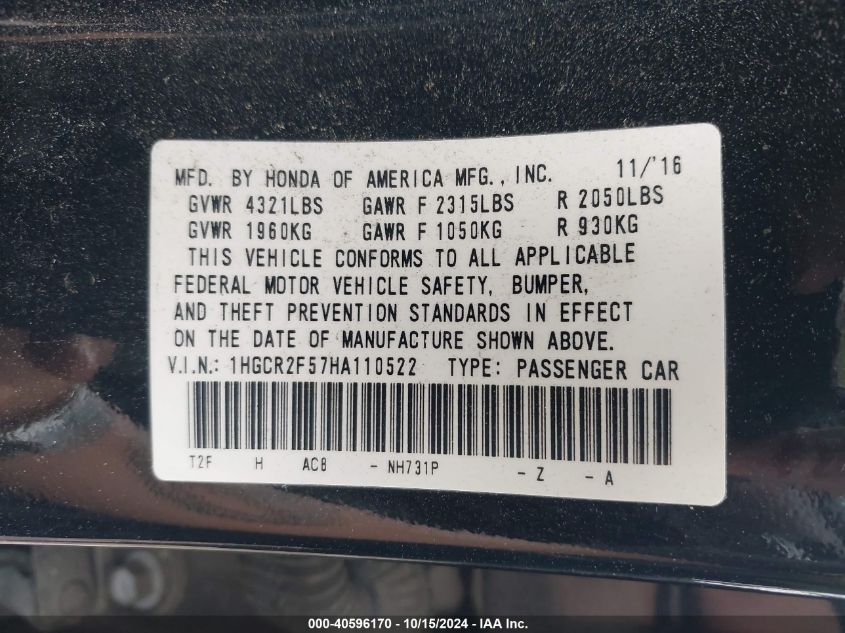 MFD. BY HONDA OF AMERICA MFG., INC. 11/'16
GVWR 4321LBS GAWR F 2315LBS R 2050LBS
GVWR 1960KG GAWR F 1050KG R 930KG
THIS VEHICLE CONFORMS TO ALL APPLICABLE
FEDERAL MOTOR VEHICLE SAFETY, BUMPER,
AND THEFT PREVENTION STANDARDS IN EFFECT
ON THE DATE OF MANUFACTURE SHOWN ABOVE.
V.I.N.: 1HGCR2F57HA110522 TYPE: PASSENGER CAR
T2F H AC8 - NH731P - Z - A
000-40596170 - 10/15/2024 - IAA Inc.